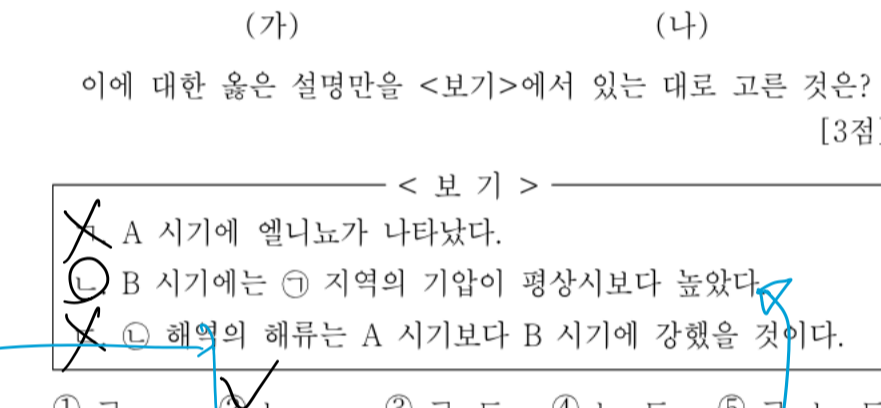 (가) (나)
이에 대한 옳은 설명만을 <보기>에서 있는 대로 고른 것은?
[3점]
< 보 기 >
A 시기에 엘니뇨가 나타났다.
ㄴ. B 시기에는 ㉠ 지역의 기압이 평상시보다 높았다.
㉡ 해역의 해류는 A 시기보다 B 시기에 강했을 것이다.